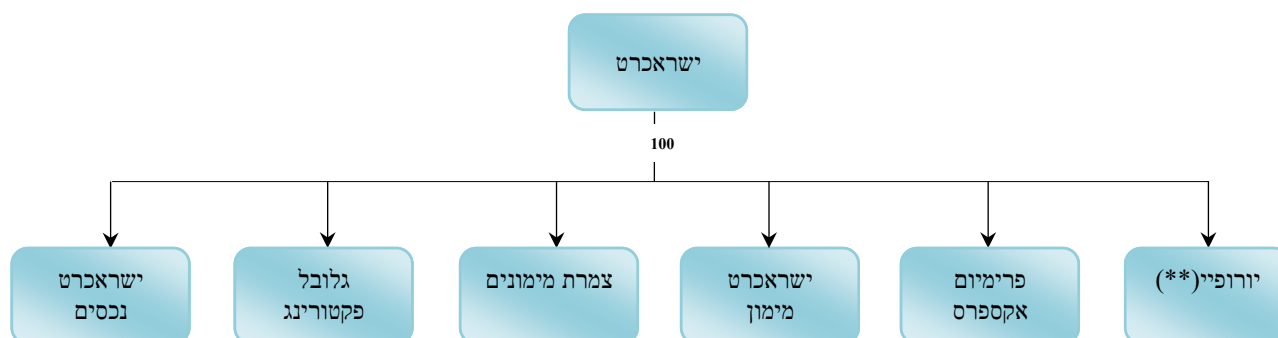 ישראכרט
100
יורופיי(**)
פרימיום
אקספרס
ישראכרט
מימון
צמרת מימונים
גלובל
פקטורינג
ישראכרט
נכסים